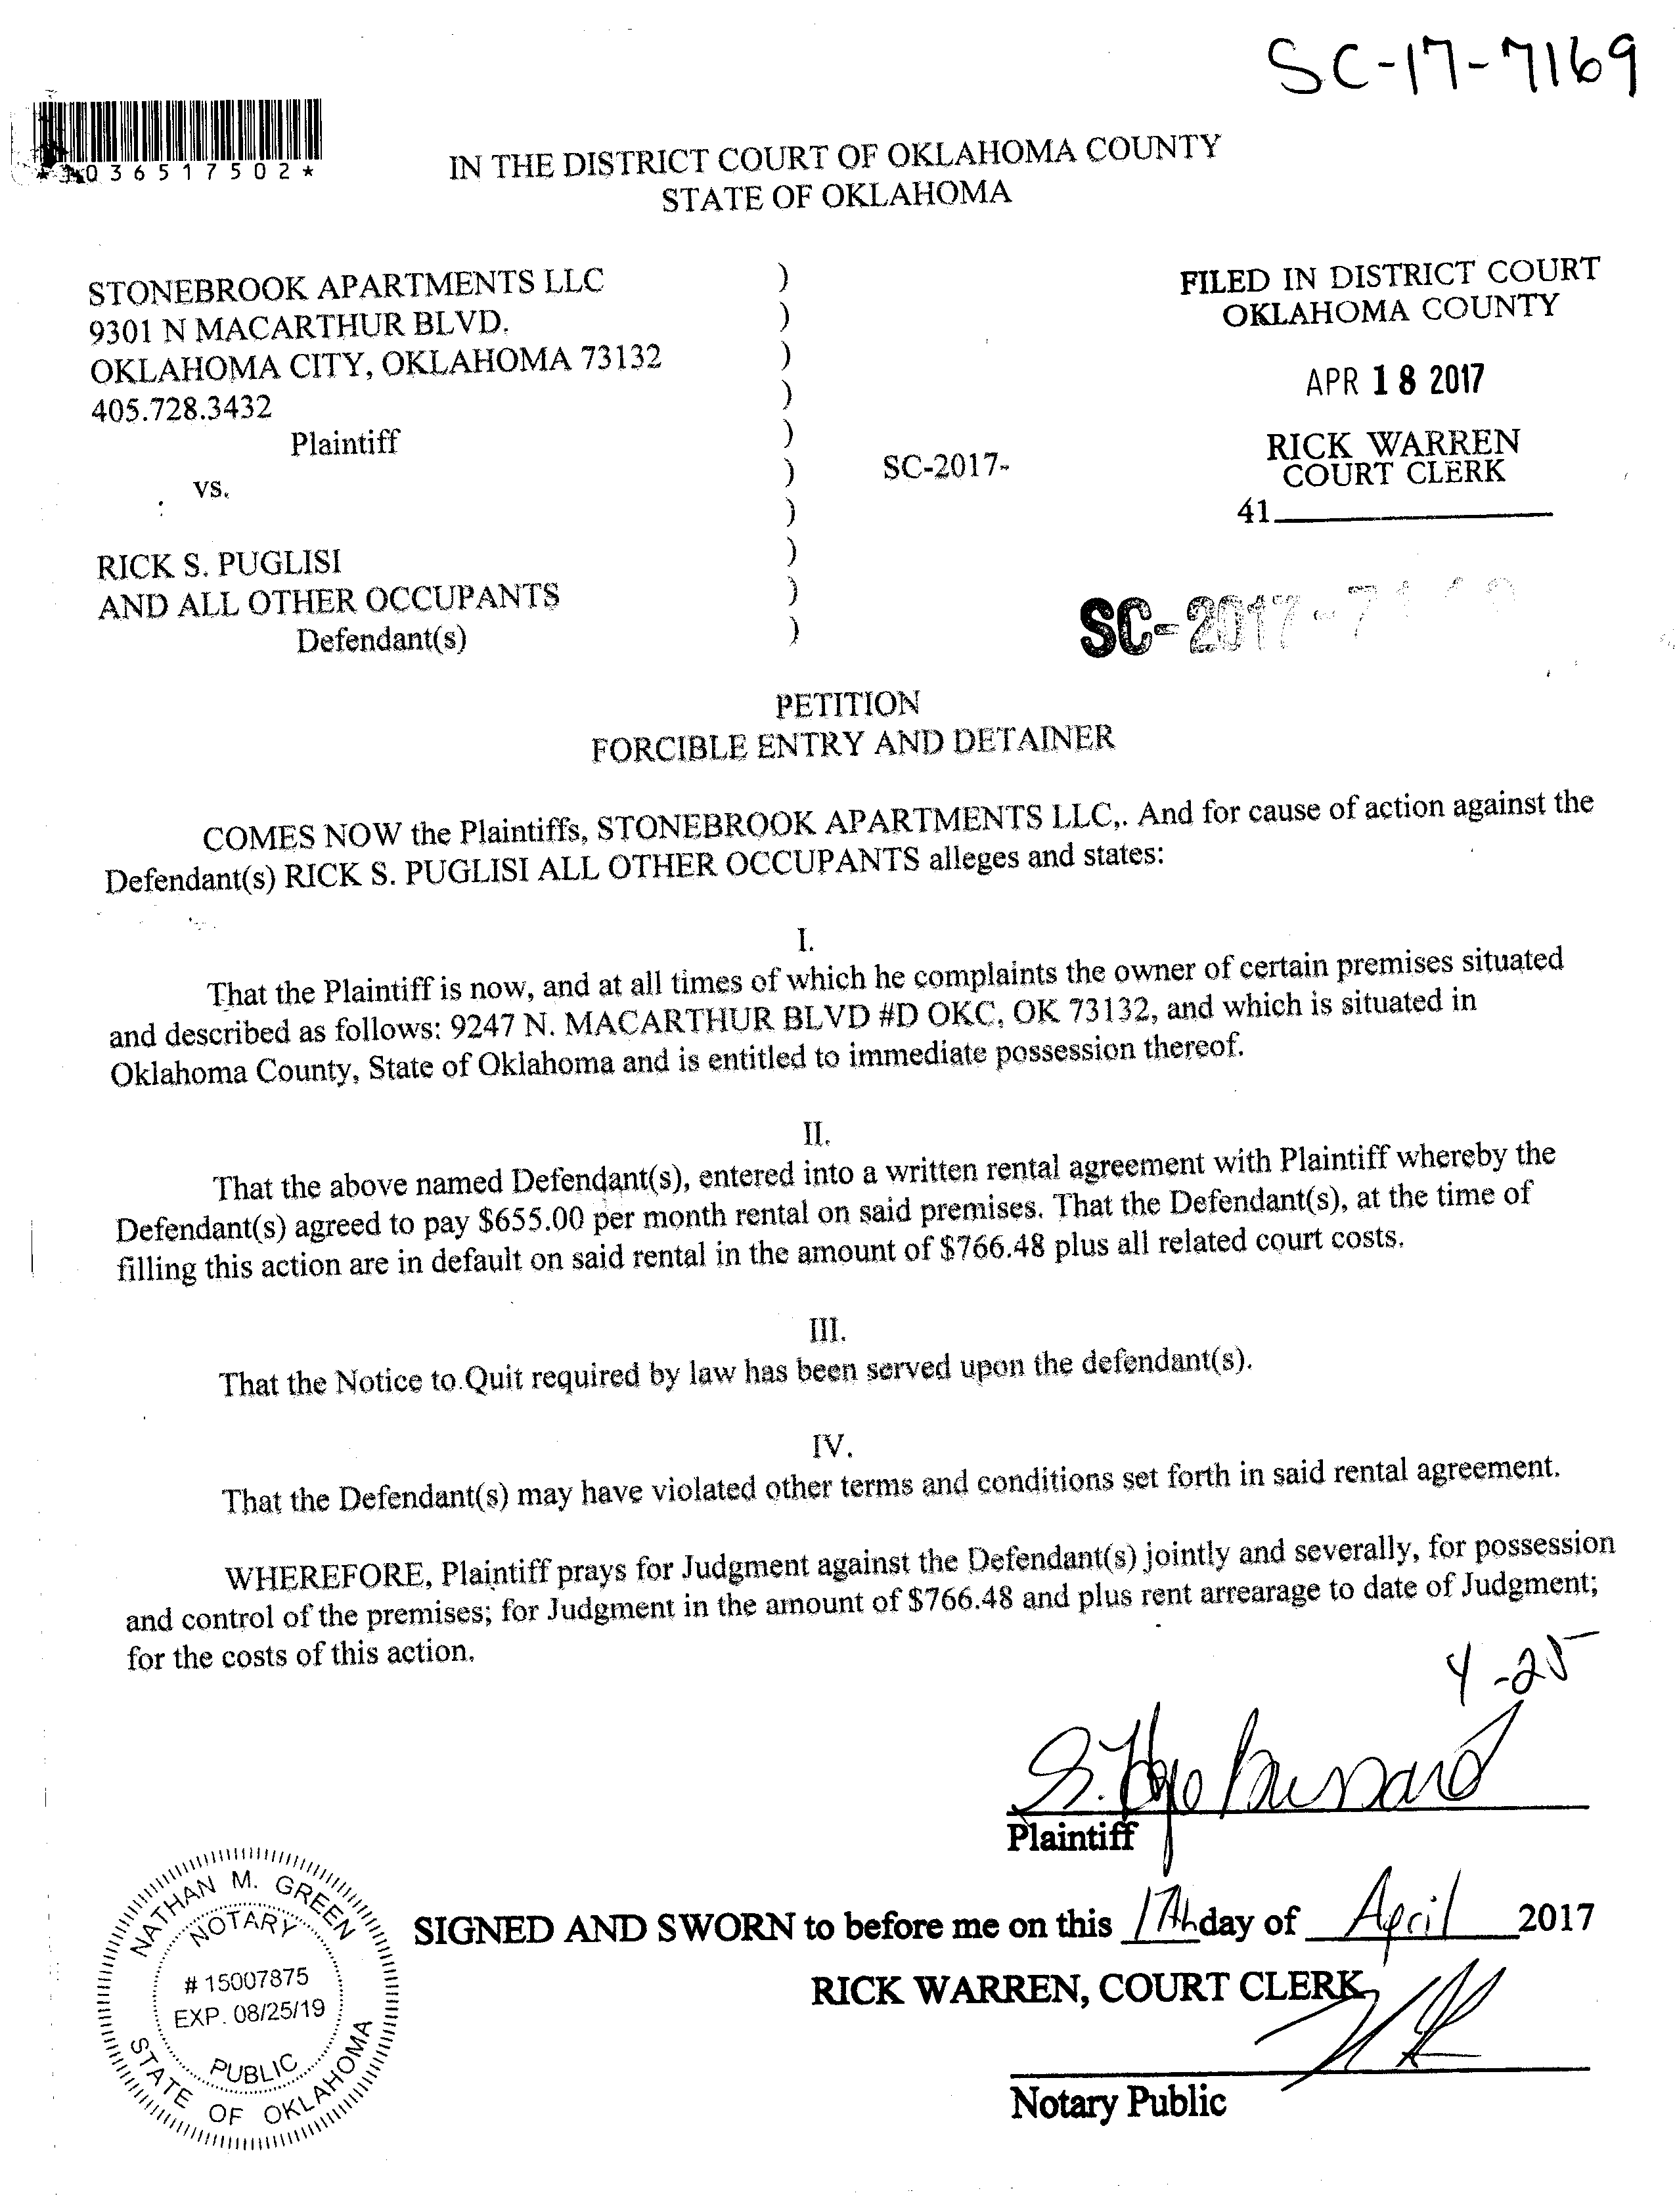 SC-17-7169
IN THE DISTRICT COURT OF OKLAHOMA COUNTY
STATE OF OKLAHOMA
STONEBROOK APARTMENTS LLC
9301 N MACARTHUR BLVD.
OKLAHOMA CITY, OKLAHOMA 73132
405.728.3432
Plaintiff
vs.
RICK S. PUGLISI
AND ALL OTHER OCCUPANTS
Defendant(s)
)
)
)
)
)
)
)
)
)
)
SC-2017-
FILED IN DISTRICT COURT
OKLAHOMA COUNTY
APR 18 2017
RICK WARREN
COURT CLERK
41
SC-2017-7
PETITION
FORCIBLE ENTRY AND DETAINER
COMES NOW the Plaintiffs, STONEBROOK APARTMENTS LLC,. And for cause of action against the
Defendant(s) RICK S. PUGLISI ALL OTHER OCCUPANTS alleges and states:
I.
That the Plaintiff is now, and at all times of which he complaints the owner of certain premises situated
and described as follows: 9247 N. MACARTHUR BLVD #D OKC, OK 73132, and which is situated in
Oklahoma County, State of Oklahoma and is entitled to immediate possession thereof.
II.
That the above named Defendant(s), entered into a written rental agreement with Plaintiff whereby the
Defendant(s) agreed to pay $655.00 per month rental on said premises. That the Defendant(s), at the time of
filling this action are in default on said rental in the amount of $766.48 plus all related court costs.
III.
That the Notice to Quit required by law has been served upon the defendant(s).
IV.
That the Defendant(s) may have violated other terms and conditions set forth in said rental agreement.
WHEREFORE, Plaintiff prays for Judgment against the Defendant(s) jointly and severally, for possession
and control of the premises; for Judgment in the amount of $766.48 and plus rent arrearage to date of Judgment;
for the costs of this action.
4-25
Plaintiff
SIGNED AND SWORN to before me on this 17th day of April 2017
RICK WARREN, COURT CLERK
Notary Public
NATHAN M. GREEN
NOTARY
# 15007875
EXP. 08/25/19
PUBLIC
STATE OF OKLAHOMA